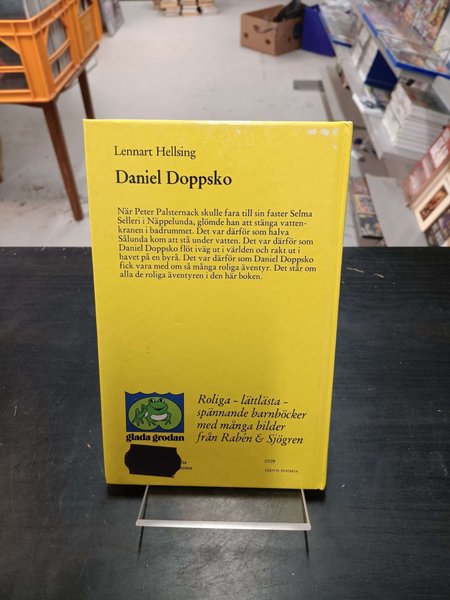 Lennart Hellsing
Daniel Doppsko
När Peter Palsternack skulle fara till sin faster Selma
Selleri i Näppelunda, glömde han att stänga vatten-
kranen i badrummet. Det var därför som halva
Sålunda kom att stå under vatten. Det var därför som
Daniel Doppsko flöt iväg ut i världen och rakt ut i
havet på en byrå. Det var därför som Daniel Doppsko
fick vara med om så många roliga äventyr. Det står om
alla de roliga äventyren i den här boken.
Roliga - lättlästa -
spännande barnböcker
med många bilder
från Rabén & Sjögren
glada grodan